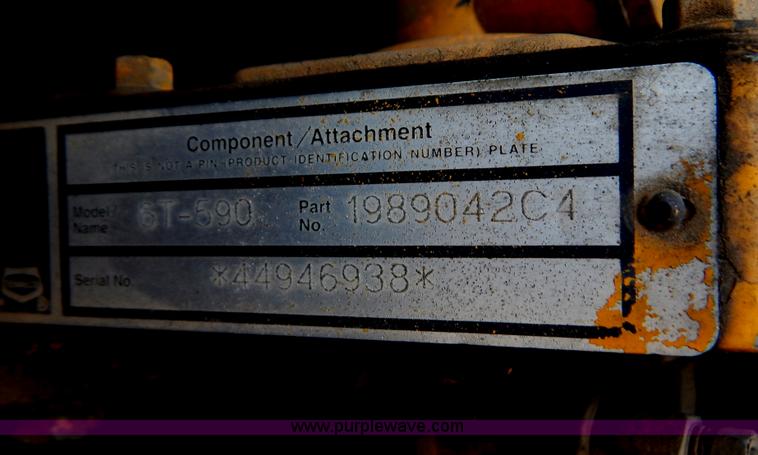 Component/Attachment
THIS IS NOT A PIN (PRODUCT IDENTIFICATION NUMBER) PLATE
Model/ Name 6T-590 Part No. 1989042C4
Serial No. *44946938*
www.purplewave.com